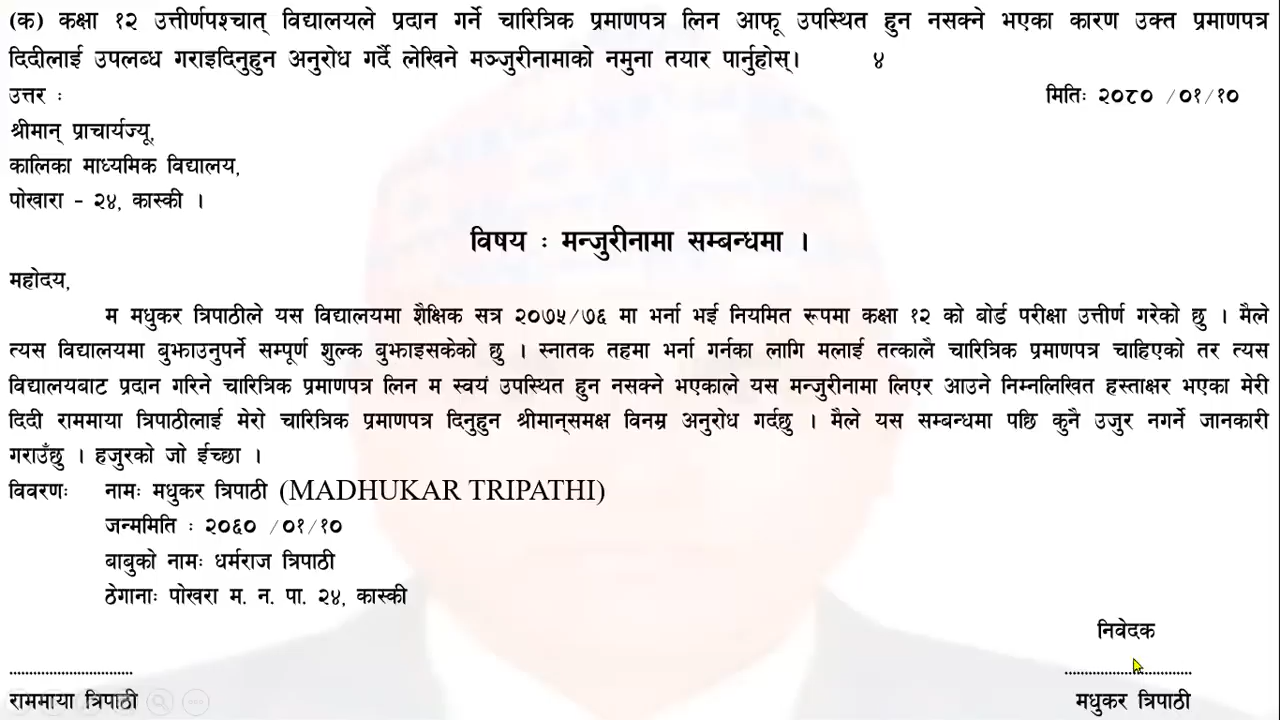 (क) कक्षा १२ उत्तीर्णपश्चात् विद्यालयले प्रदान गर्ने चारित्रिक प्रमाणपत्र लिन आफू उपस्थित हुन नसक्ने भएका कारण उक्त प्रमाणपत्र
दिदीलाई उपलब्ध गराइदिनुहुन अनुरोध गर्दै लेखिने मञ्जुरीनामाको नमुना तयार पार्नुहोस्। ४
उत्तर : मितिः २०८० /०१/१०
श्रीमान् प्राचार्यज्यू,
कालिका माध्यमिक विद्यालय,
पोखारा - २४, कास्की ।
विषय : मन्जुरीनामा सम्बन्धमा ।
महोदय,
म मधुकर त्रिपाठीले यस विद्यालयमा शैक्षिक सत्र २०७५/७६ मा भर्ना भई नियमित रूपमा कक्षा १२ को बोर्ड परीक्षा उत्तीर्ण गरेको छु । मैले
त्यस विद्यालयमा बुझाउनुपर्ने सम्पूर्ण शुल्क बुझाइसकेको छु । स्नातक तहमा भर्ना गर्नका लागि मलाई तत्कालै चारित्रिक प्रमाणपत्र चाहिएको तर त्यस
विद्यालयबाट प्रदान गरिने चारित्रिक प्रमाणपत्र लिन म स्वयं उपस्थित हुन नसक्ने भएकाले यस मन्जुरीनामा लिएर आउने निम्नलिखित हस्ताक्षर भएका मेरी
दिदी राममाया त्रिपाठीलाई मेरो चारित्रिक प्रमाणपत्र दिनुहुन श्रीमान्समक्ष विनम्र अनुरोध गर्दछु । मैले यस सम्बन्धमा पछि कुनै उजुर नगर्ने जानकारी
गराउँछु । हजुरको जो ईच्छा ।
विवरणः नामः मधुकर त्रिपाठी (MADHUKAR TRIPATHI)
जन्ममिति : २०६० /०१/१०
बाबुको नामः धर्मराज त्रिपाठी
ठेगानाः पोखरा म. न. पा. २४, कास्की
निवेदक
राममाया त्रिपाठी मधुकर त्रिपाठी